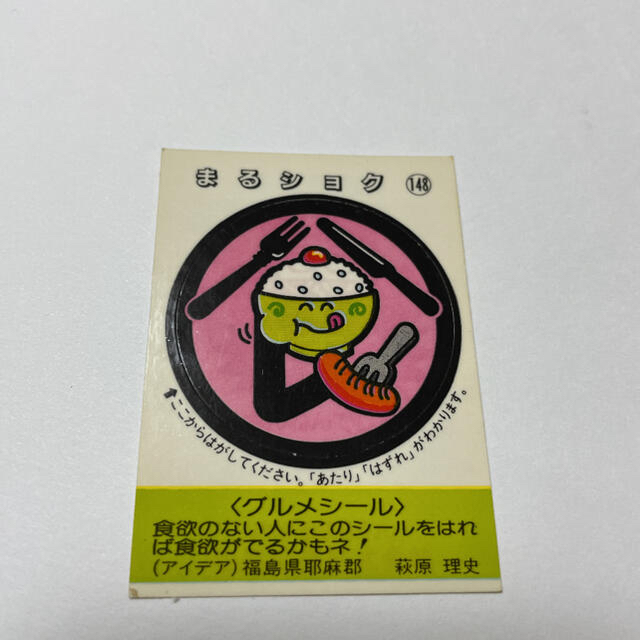 まるショク 148
⬆ここからはがしてください。「あたり」「はずれ」がわかります。
〈グルメシール〉
食欲のない人にこのシールをはれ
ば食欲がでるかもネ!
(アイデア)福島県耶麻郡 萩原 理史